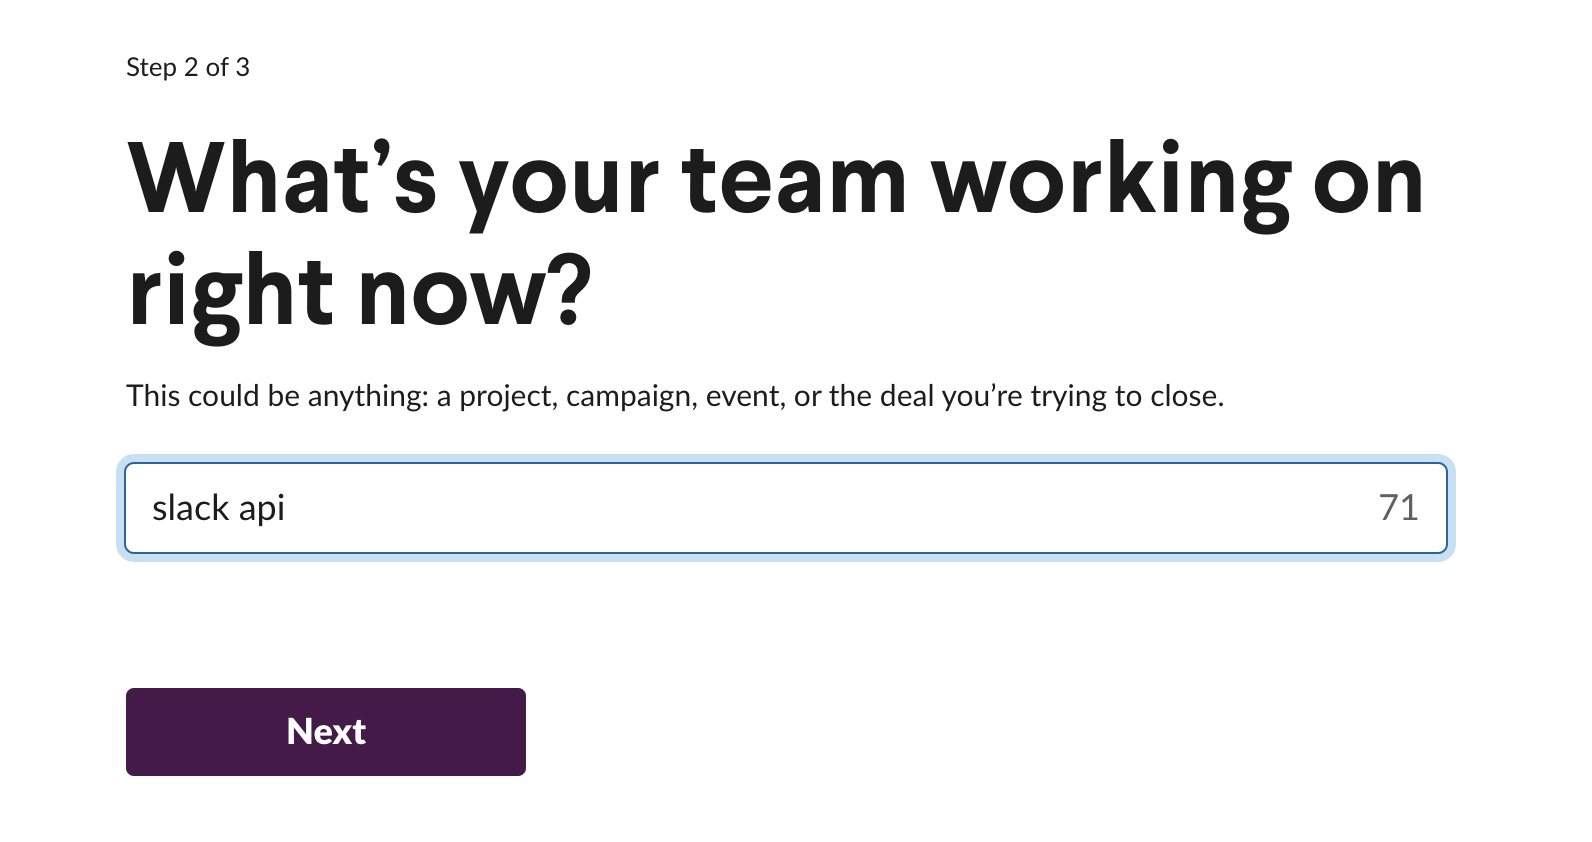 Step 2 of 3
What’s your team working on
right now?
This could be anything: a project, campaign, event, or the deal you’re trying to close.
slack api 71
Next